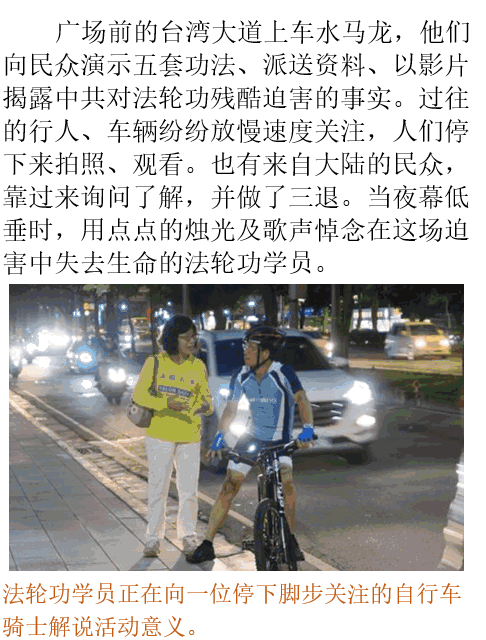 广场前的台湾大道上车水马龙，他们
向民众演示五套功法、派送资料、以影片
揭露中共对法轮功残酷迫害的事实。过往
的行人、车辆纷纷放慢速度关注，人们停
下来拍照、观看。也有来自大陆的民众，
靠过来询问了解，并做了三退。当夜幕低
垂时，用点点的烛光及歌声悼念在这场迫
害中失去生命的法轮功学员。
法轮功学员正在向一位停下脚步关注的自行车
骑士解说活动意义。